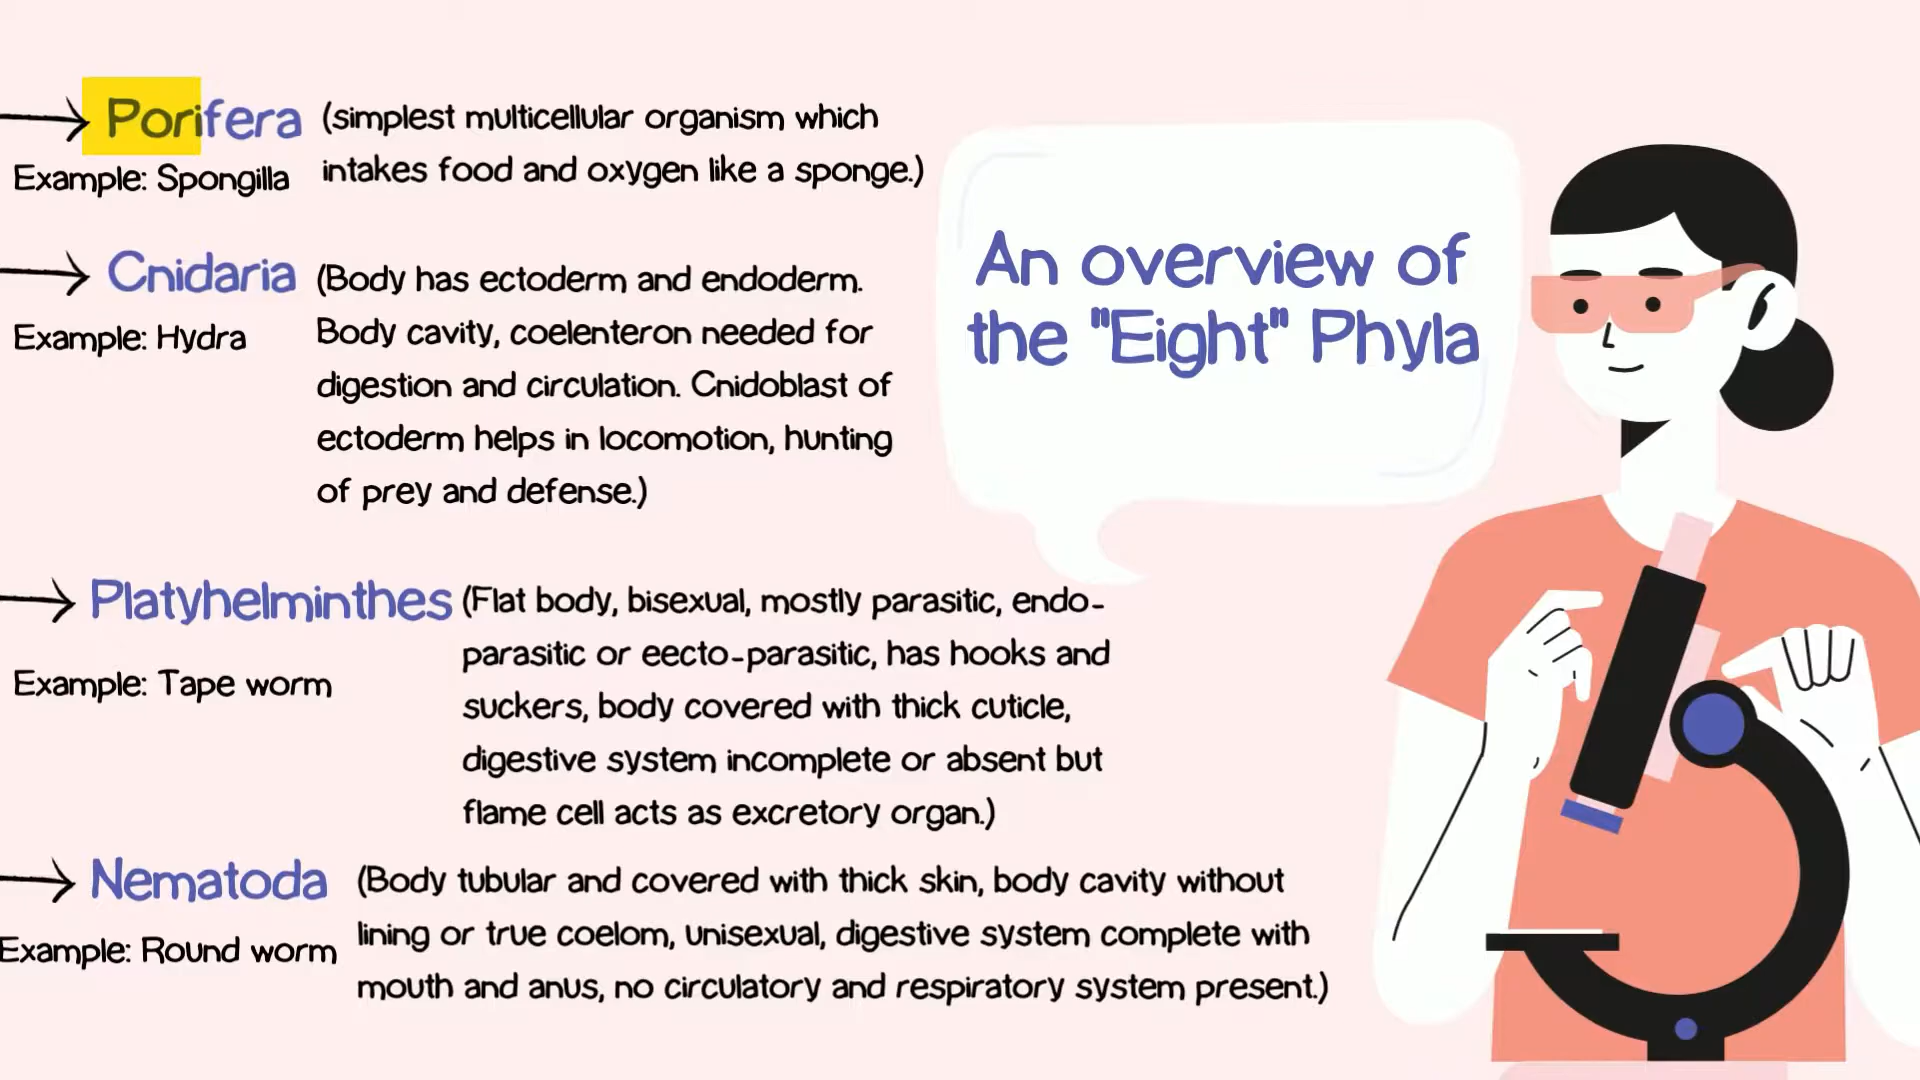 Porifera (simplest multicellular organism which
Example: Spongilla intakes food and oxygen like a sponge.)
Cnidaria (Body has ectoderm and endoderm.
Example: Hydra Body cavity, coelenteron needed for
digestion and circulation. Cnidoblast of
ectoderm helps in locomotion, hunting
of prey and defense.)
An overview of
the "Eight" Phyla
Platyhelminthes (Flat body, bisexual, mostly parasitic, endo-
parasitic or eecto-parasitic, has hooks and
Example: Tape worm suckers, body covered with thick cuticle,
digestive system incomplete or absent but
flame cell acts as excretory organ.)
Nematoda (Body tubular and covered with thick skin, body cavity without
Example: Round worm lining or true coelom, unisexual, digestive system complete with
mouth and anus, no circulatory and respiratory system present.)